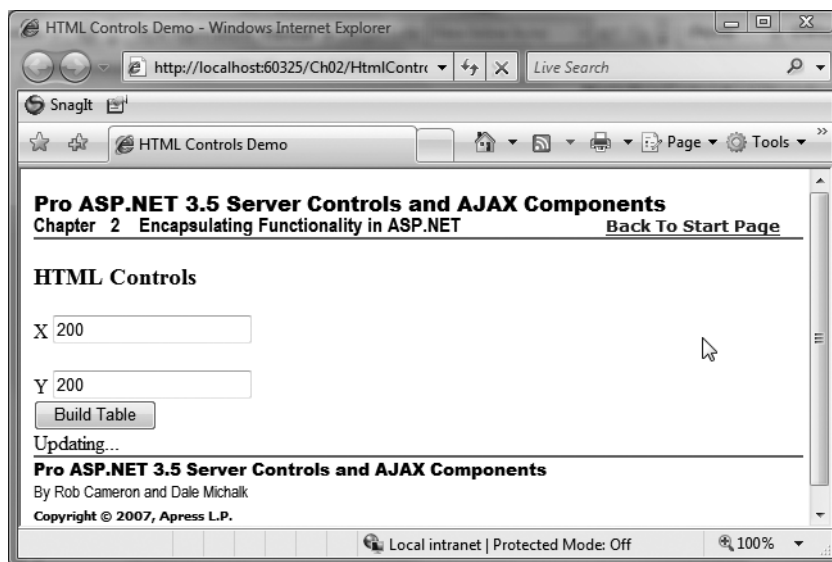 HTML Controls Demo - Windows Internet Explorer
http://localhost:60325/Ch02/HtmlContro
Live Search
SnagIt
HTML Controls Demo
Page
Tools
Pro ASP.NET 3.5 Server Controls and AJAX Components
Chapter 2 Encapsulating Functionality in ASP.NET
Back To Start Page
HTML Controls
X 200
Y 200
Build Table
Updating...
Pro ASP.NET 3.5 Server Controls and AJAX Components
By Rob Cameron and Dale Michalk
Copyright © 2007, Apress L.P.
Local intranet | Protected Mode: Off
100%